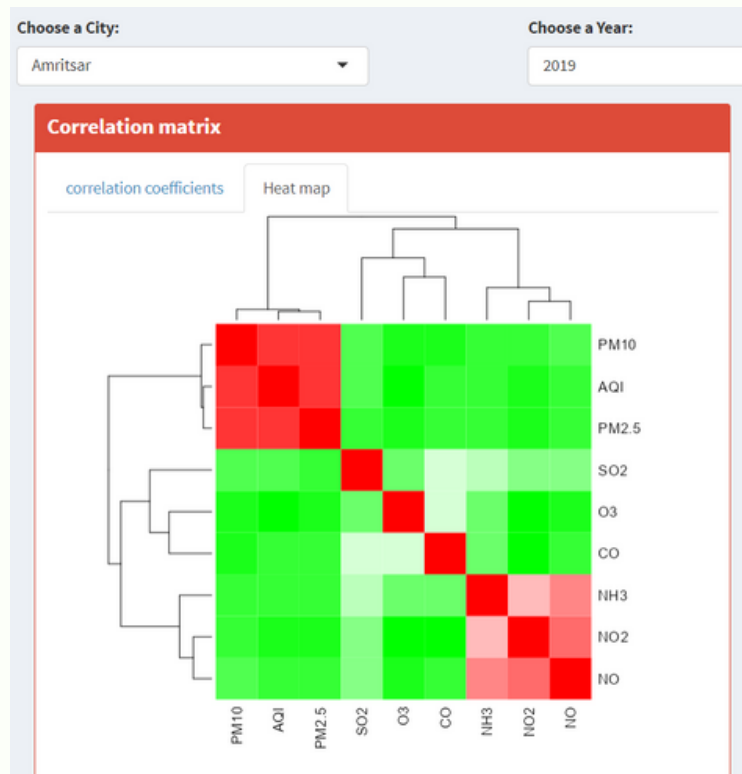 Choose a City:
Choose a Year:
Amritsar
2019
Correlation matrix
correlation coefficients
Heat map
PM10
AQI
PM2.5
SO2
O3
CO
NH3
NO2
NO
PM10
AQI
PM2.5
SO2
O3
CO
NH3
NO2
NO